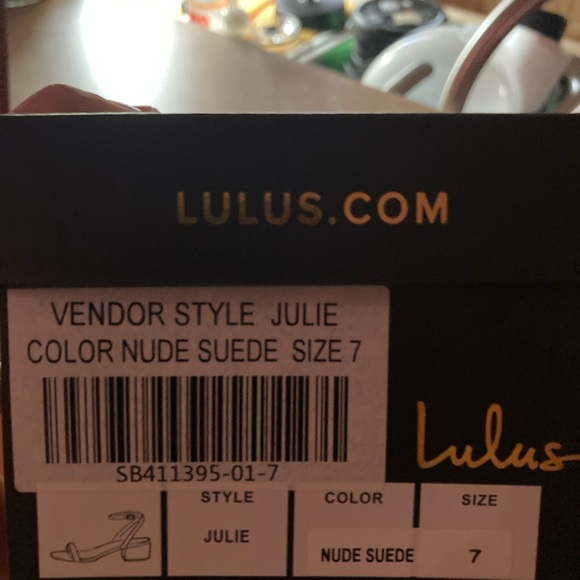 LULUS.COM
VENDOR STYLE JULIE
COLOR NUDE SUEDE SIZE 7
SB411395-01-7
Lulus
STYLE COLOR SIZE
JULIE NUDE SUEDE 7